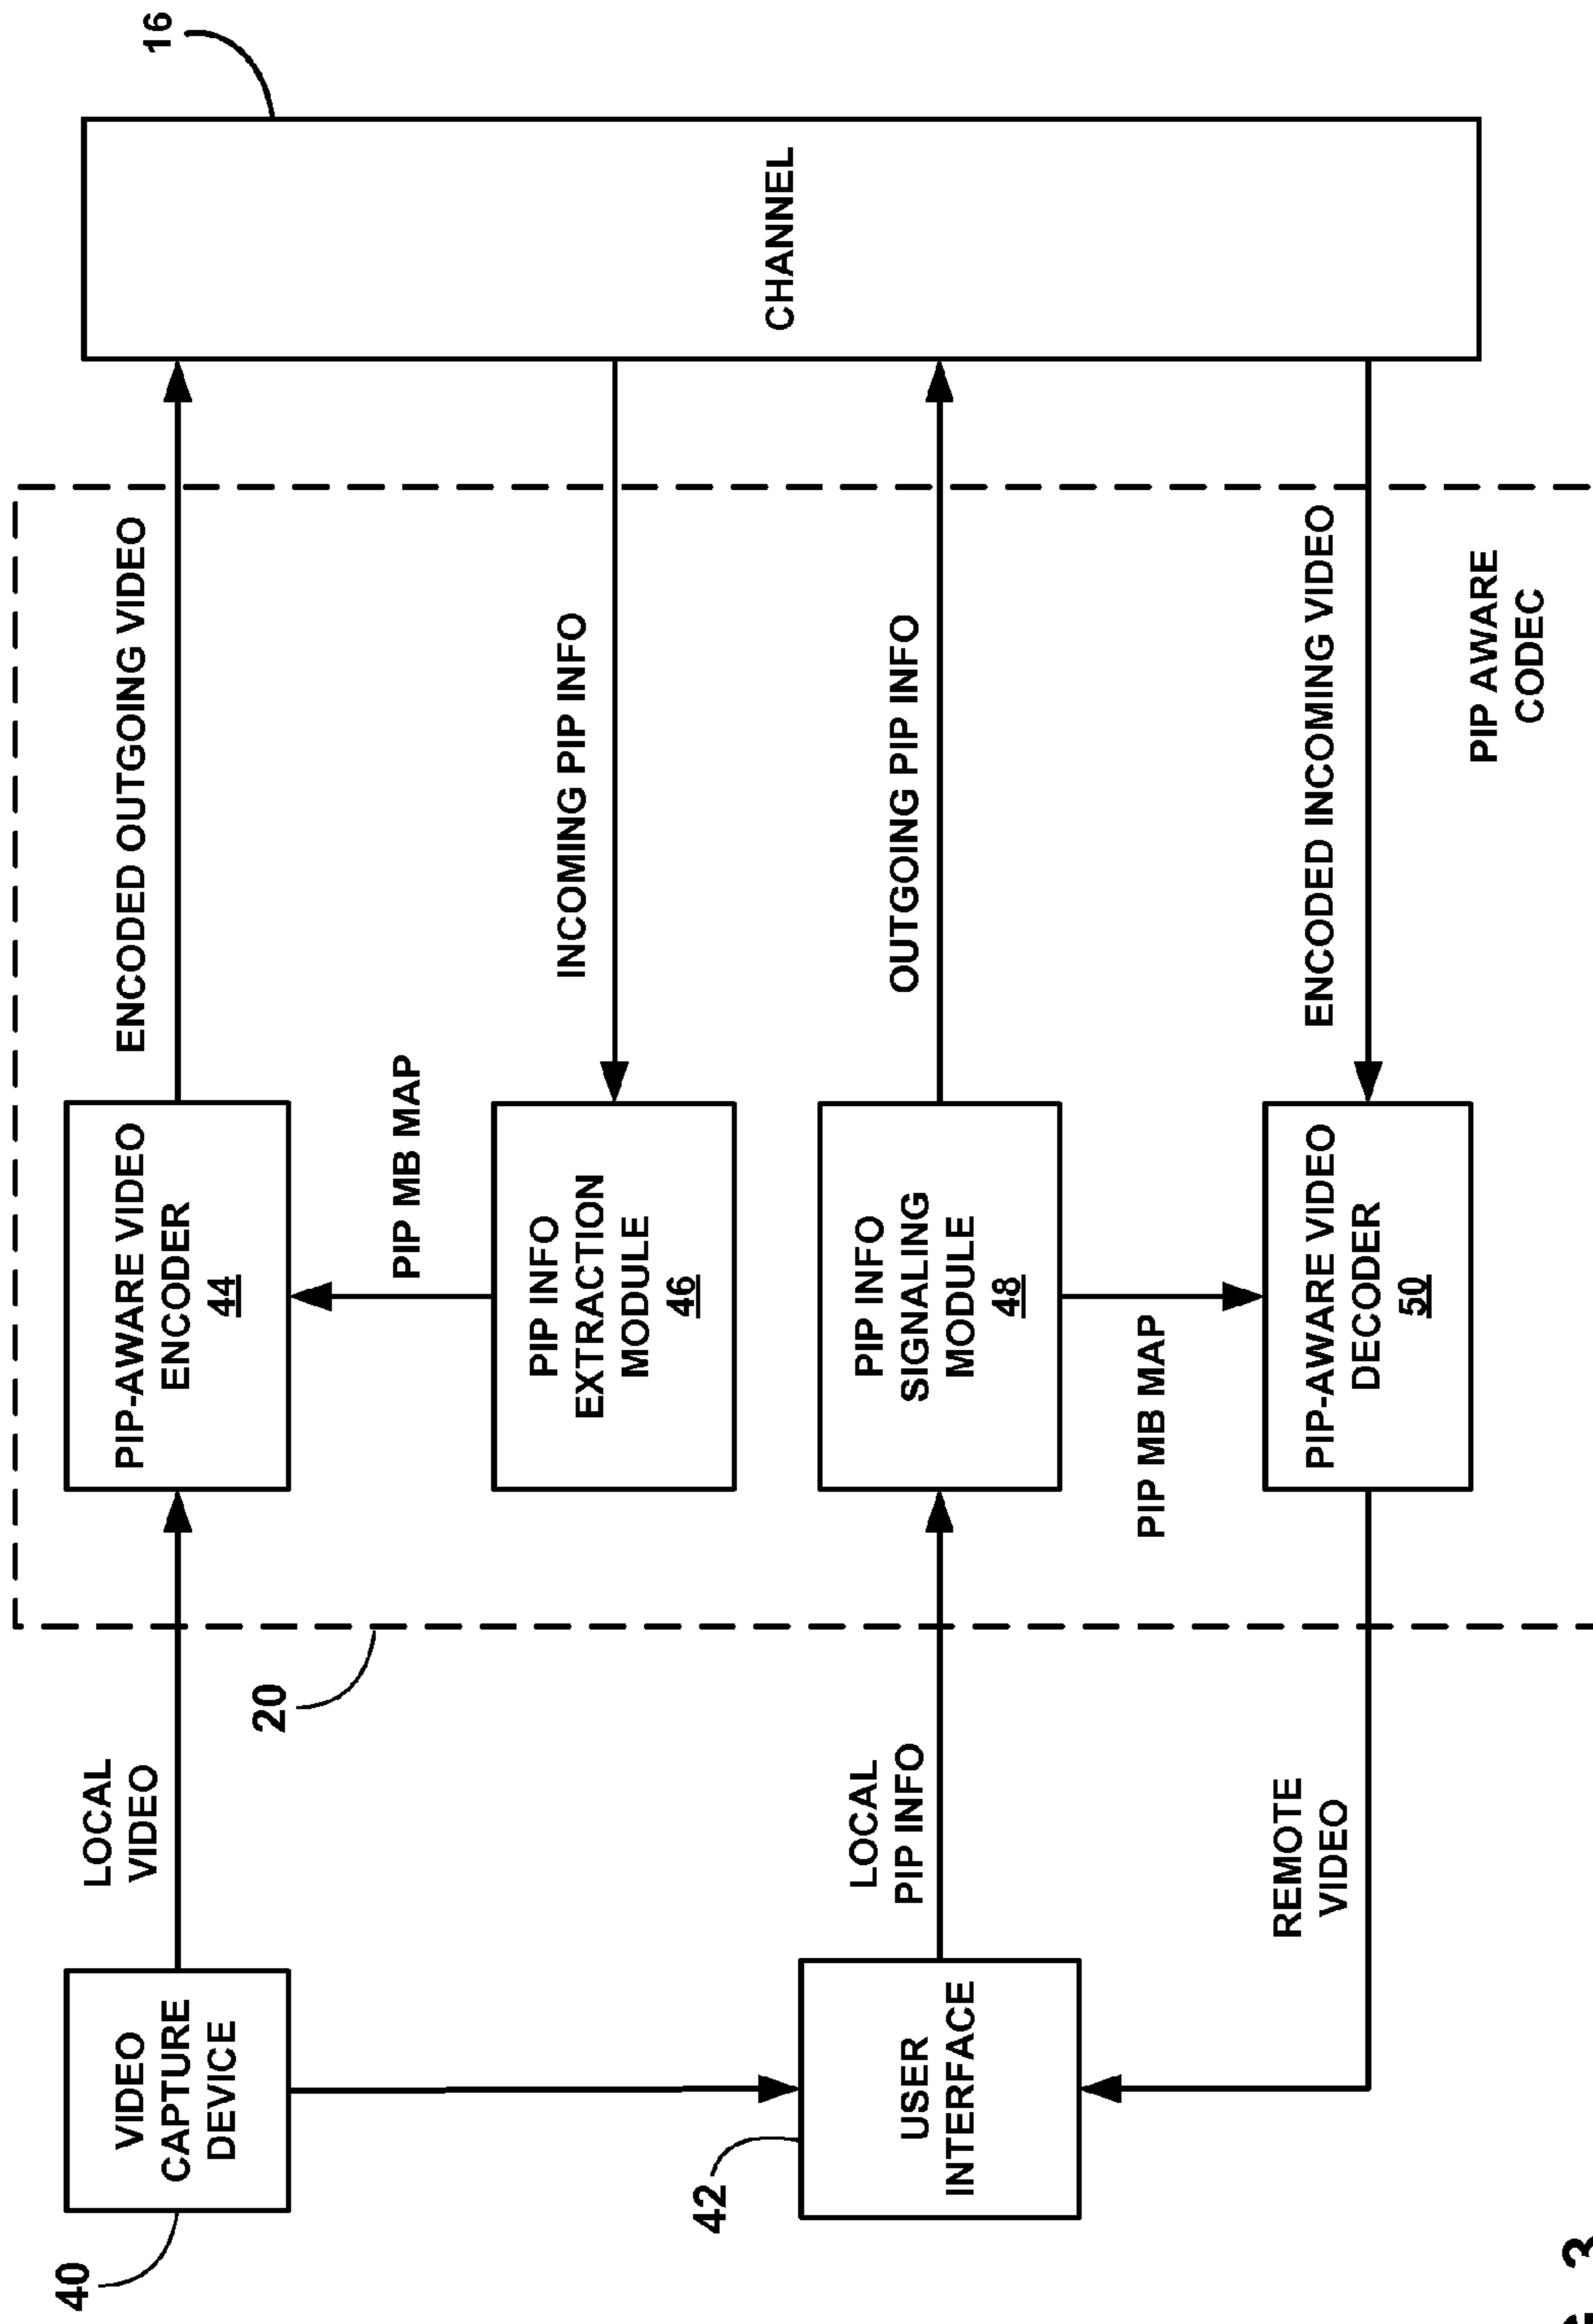 16
CHANNEL
ENCODED OUTGOING VIDEO
INCOMING PIP INFO
OUTGOING PIP INFO
ENCODED INCOMING VIDEO
PIP AWARE
CODEC
PIP-AWARE VIDEO
ENCODER
44
PIP MB MAP
PIP INFO
EXTRACTION
MODULE
46
PIP INFO
SIGNALING
MODULE
48
PIP MB MAP
PIP-AWARE VIDEO
DECODER
50
20
LOCAL
VIDEO
LOCAL
PIP INFO
REMOTE
VIDEO
40
VIDEO
CAPTURE
DEVICE
42
USER
INTERFACE
3